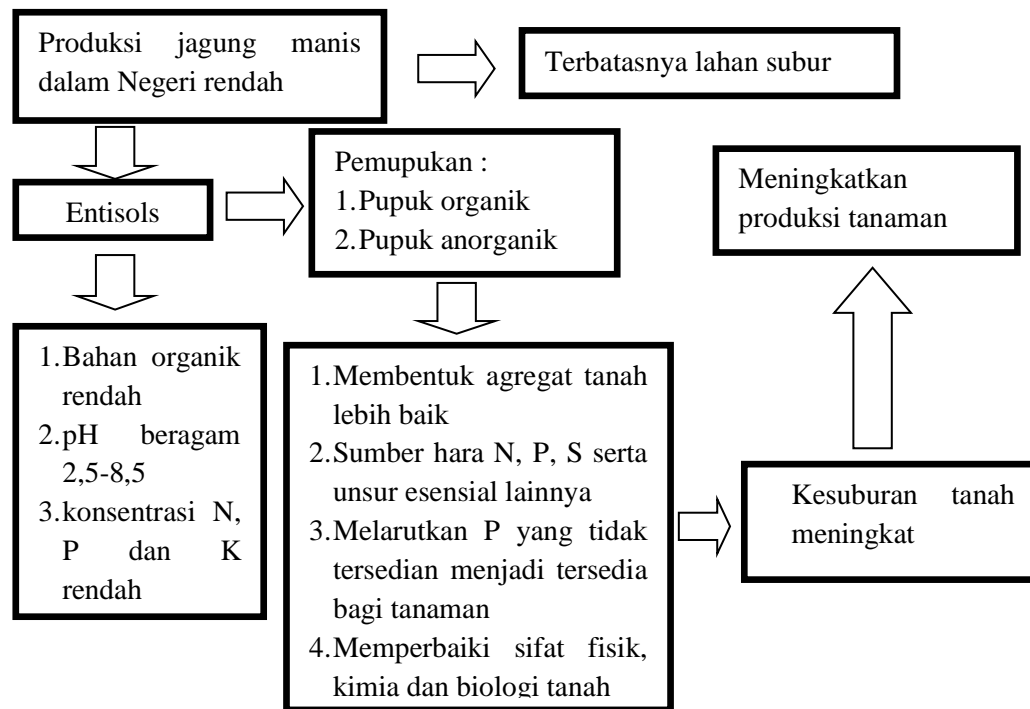 Produksi jagung manis
dalam Negeri rendah
Terbatasnya lahan subur
Entisols
Pemupukan :
1.Pupuk organik
2.Pupuk anorganik
Meningkatkan
produksi tanaman
1.Bahan organik
rendah
2.pH beragam
2,5-8,5
3.konsentrasi N,
P dan K
rendah
1.Membentuk agregat tanah
lebih baik
2.Sumber hara N, P, S serta
unsur esensial lainnya
3.Melarutkan P yang tidak
tersedian menjadi tersedia
bagi tanaman
4.Memperbaiki sifat fisik,
kimia dan biologi tanah
Kesuburan tanah
meningkat